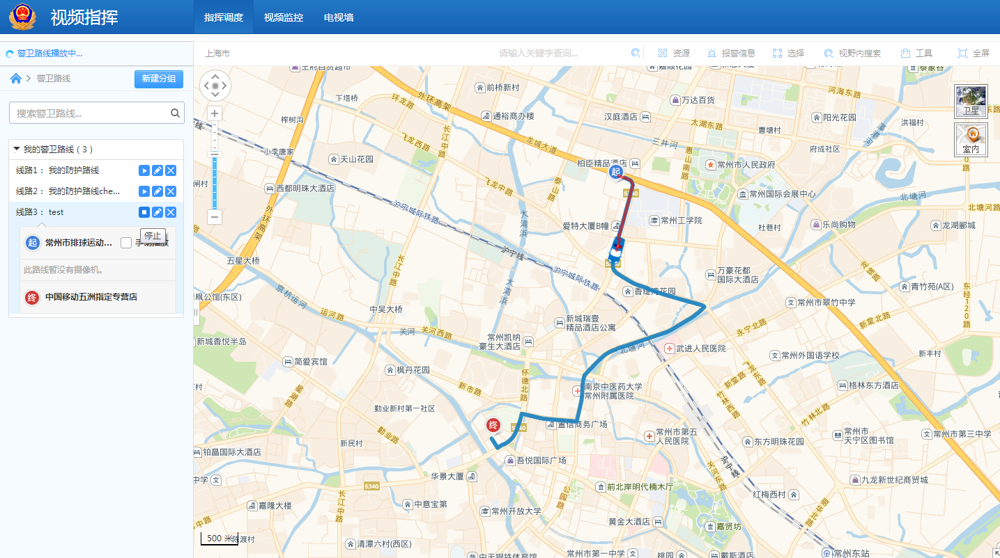 视频指挥
指挥调度
视频监控
电视墙
警卫路线播放中...
上海市
请输入关键字查询...
资源
报警信息
选择
视野内搜索
工具
全屏
警卫路线
新建分组
搜索警卫路线...
我的警卫路线 ( 3 )
线路1： 我的防护路线
线路2： 我的防护路线che...
线路3： test
停止
起 常州市排球运动...
此路线暂没有摄像机。
终 中国移动五洲指定专营店
卫星
室内
前桥新村
下塔桥
外环高架
环龙路
通裕商办楼
汉庭酒店
万达百货
河海东路
阳光花园
榨树沟
长江中路
太湖东路
曹塘村
洪福村
小李唐家
飞龙西路
龙城大道
三井河
惠山南路
府成社区
天山花园
柏臣精品酒店
起
常州市人民政府
闸村
西都明珠大酒店
飞龙中路
泰山路
常州国际会展中心
沪宁城际铁路
大湾浜
北塘河
北塘河东路
外环高架
爱特大厦B幢
常州工学院
杜巷村
乐尚购物
龙湖郦城
沪宁线
五星大桥
长江中路
沪宁城际铁路
万豪花都
国际大酒店
京杭运河
大湾浜
香缇湾花园
青竹苑(A区)
枫公馆(东区)
中吴大桥
常州市翠竹中学
东经120度
运河路
新城瑞壹
精品酒店公寓
永宁北路
新堂北路
关河
关河西路
常州凯纳
豪生大酒店
新城香悦半岛
北塘河
武进人民医院
常州外国语学校
新丰村
简爱宾馆
枫丹花园
怀德北路
飞龙东路
新市路
南京中医药大学
常州附属医院
新堂路
格林东方酒店
星湖路
勤业新村第一社区
竹林西路
竹林北路
终
置信商务广场
勤业路
常州市第五
人民医院
常州市
天宁区图书馆
常州市第三中学
新民村
东方明珠花园
铂晶国际大酒店
吾悦国际广场
沪宁线
关河东路
中学
华景大厦
S340
前北岸明代楠木厅
九龙新世纪商贸城
红梅西村
长江中路
公园路
嘉隆大楼
中意宝第
常州开放大学
黄金大酒店
嘉贤坊
500 米
陈渡村
清潭六村(西区)
常州市第一中学
桃园
戴斯酒店
常州东站